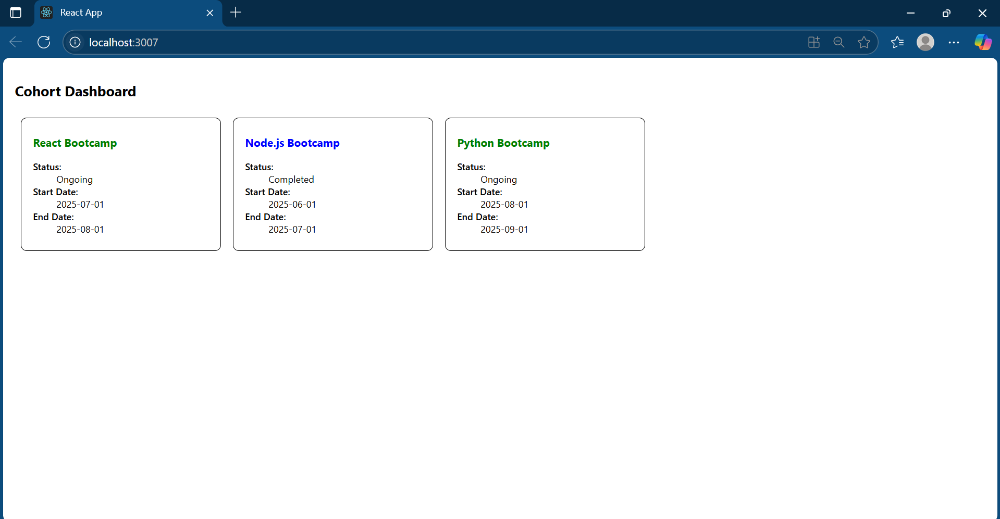 React App
localhost:3007
Cohort Dashboard
React Bootcamp
Status:
Ongoing
Start Date:
2025-07-01
End Date:
2025-08-01
Node.js Bootcamp
Status:
Completed
Start Date:
2025-06-01
End Date:
2025-07-01
Python Bootcamp
Status:
Ongoing
Start Date:
2025-08-01
End Date:
2025-09-01